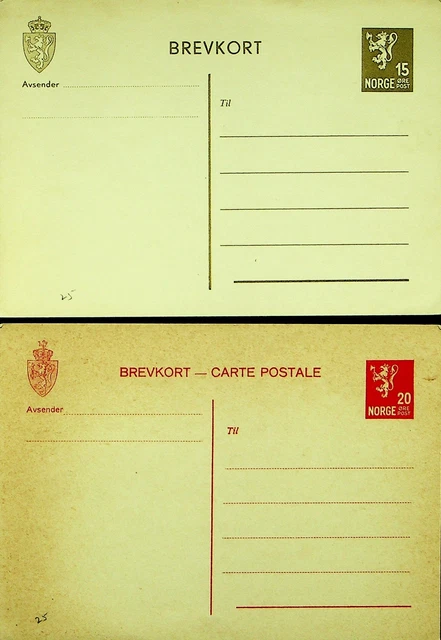 BREVKORT
15
NORGE ØRE POST
Avsender
Til
25
BREVKORT — CARTE POSTALE
20
NORGE ØRE POST
Avsender
Til
25